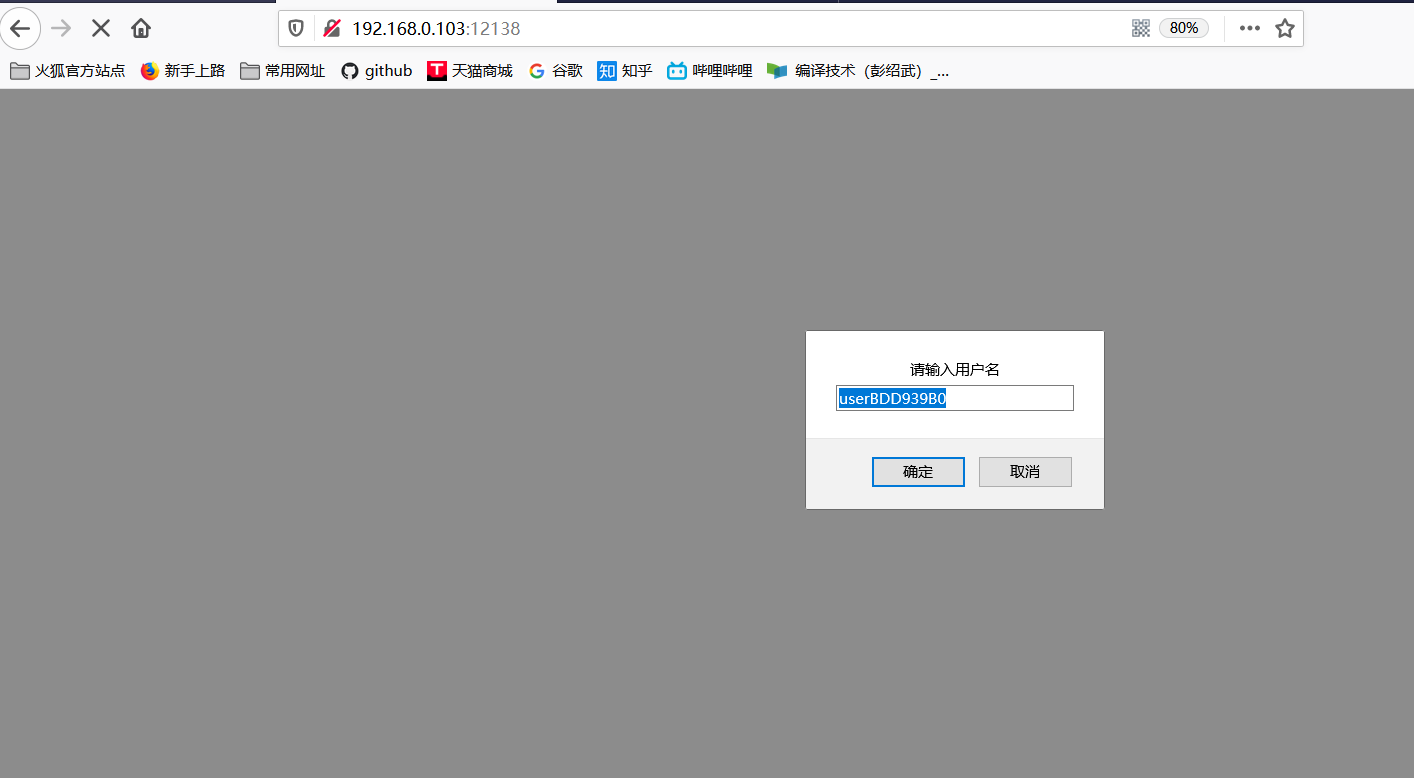 192.168.0.103:12138
80%
火狐官方站点 新手上路 常用网址 github T 天猫商城 G 谷歌 知 知乎 哔哩哔哩 编译技术（彭绍武）_...
请输入用户名
userBDD939B0
确定 取消